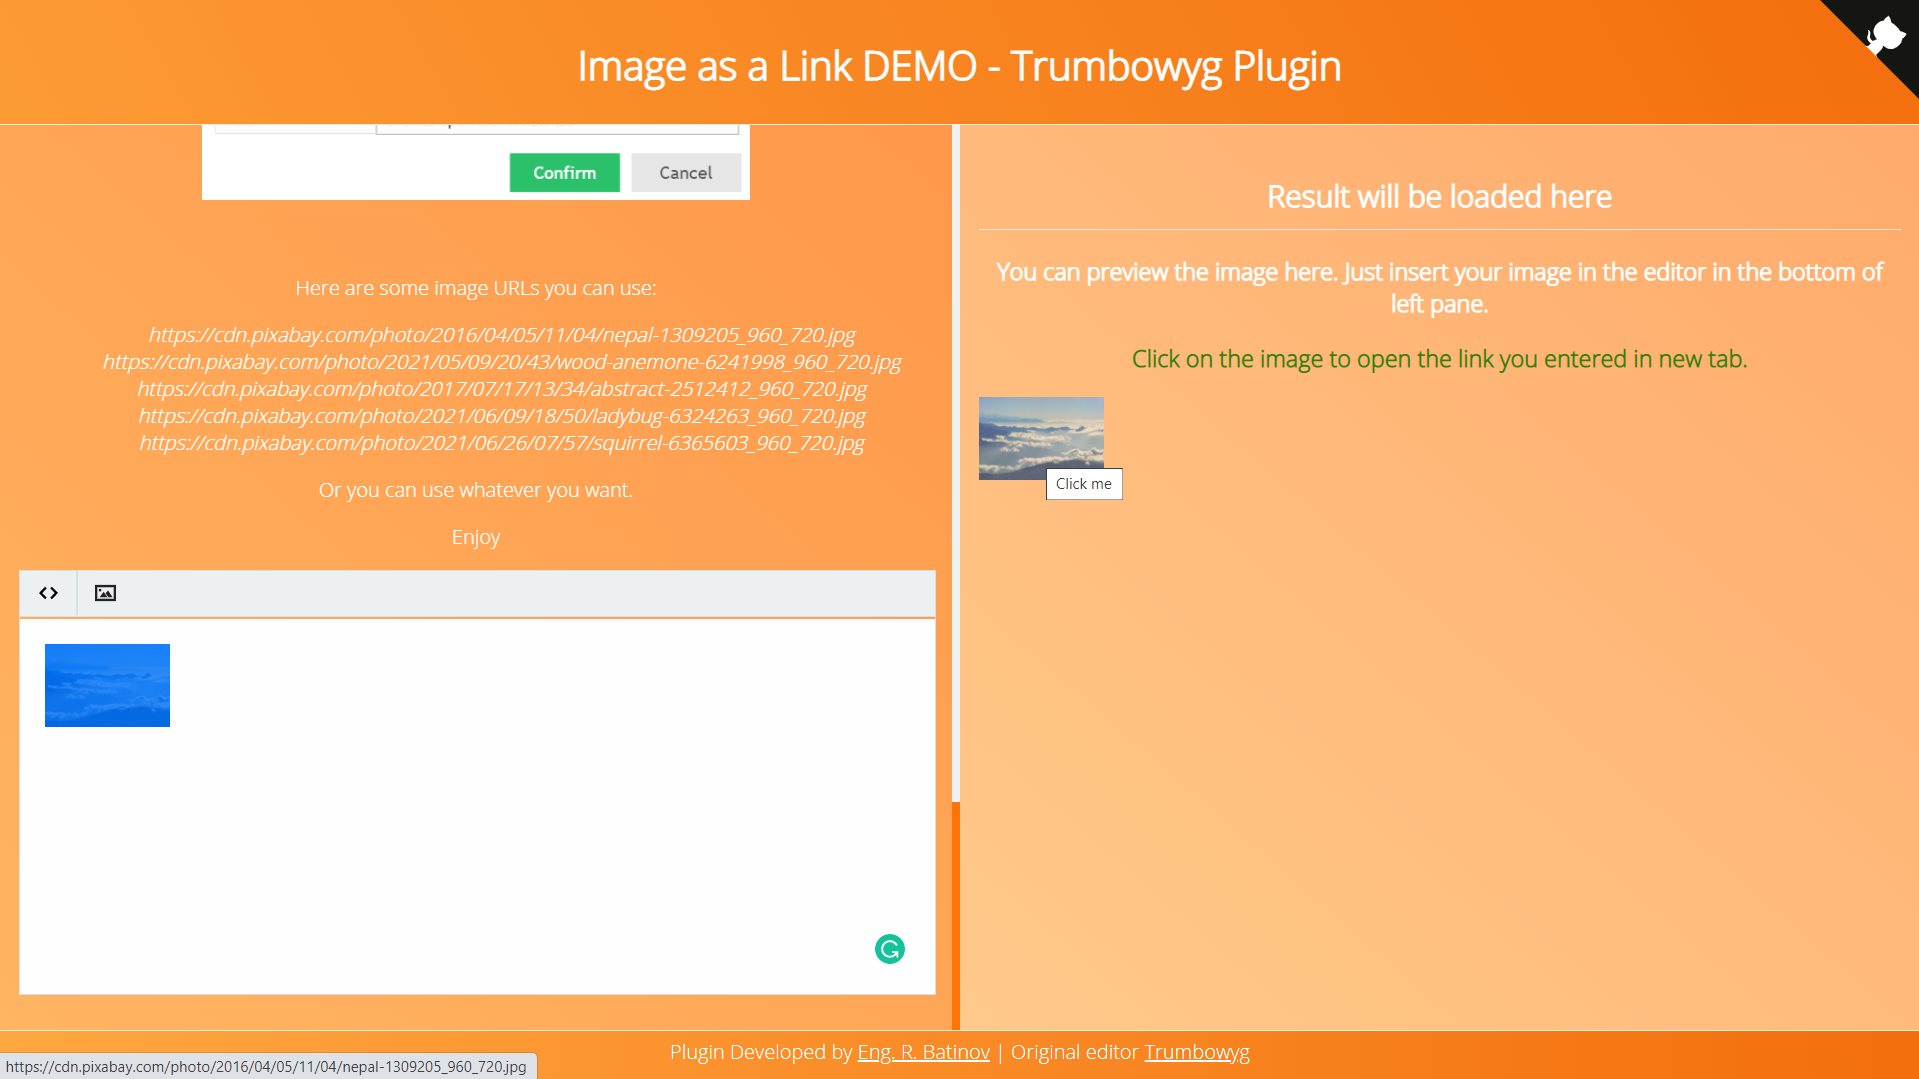 Image as a Link DEMO - Trumbowyg Plugin
Confirm
Cancel
Here are some image URLs you can use:
https://cdn.pixabay.com/photo/2016/04/05/11/04/nepal-1309205_960_720.jpg
https://cdn.pixabay.com/photo/2021/05/09/20/43/wood-anemone-6241998_960_720.jpg
https://cdn.pixabay.com/photo/2017/07/17/13/34/abstract-2512412_960_720.jpg
https://cdn.pixabay.com/photo/2021/06/09/18/50/ladybug-6324263_960_720.jpg
https://cdn.pixabay.com/photo/2021/06/26/07/57/squirrel-6365603_960_720.jpg
Or you can use whatever you want.
Enjoy
Result will be loaded here
You can preview the image here. Just insert your image in the editor in the bottom of
left pane.
Click on the image to open the link you entered in new tab.
Click me
Plugin Developed by Eng. R. Batinov | Original editor Trumbowyg
https://cdn.pixabay.com/photo/2016/04/05/11/04/nepal-1309205_960_720.jpg